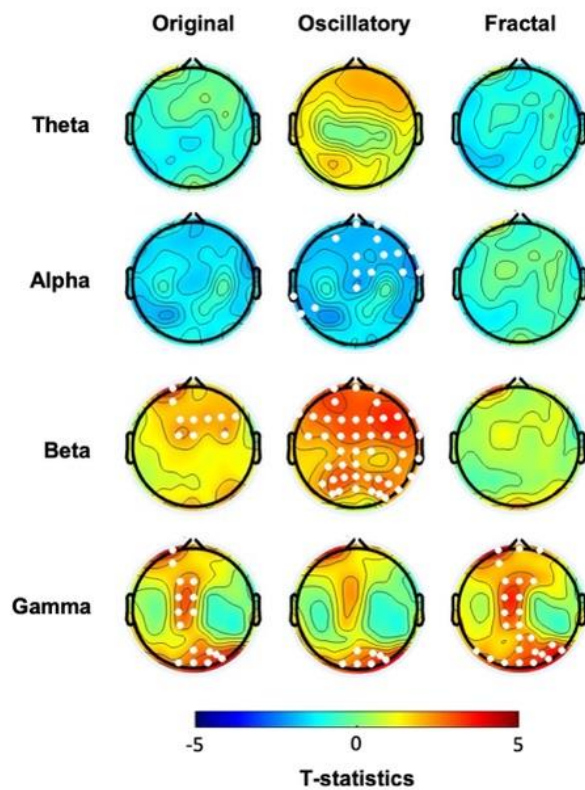 Original Oscillatory Fractal
Theta
Alpha
Beta
Gamma
-5 0 5
T-statistics